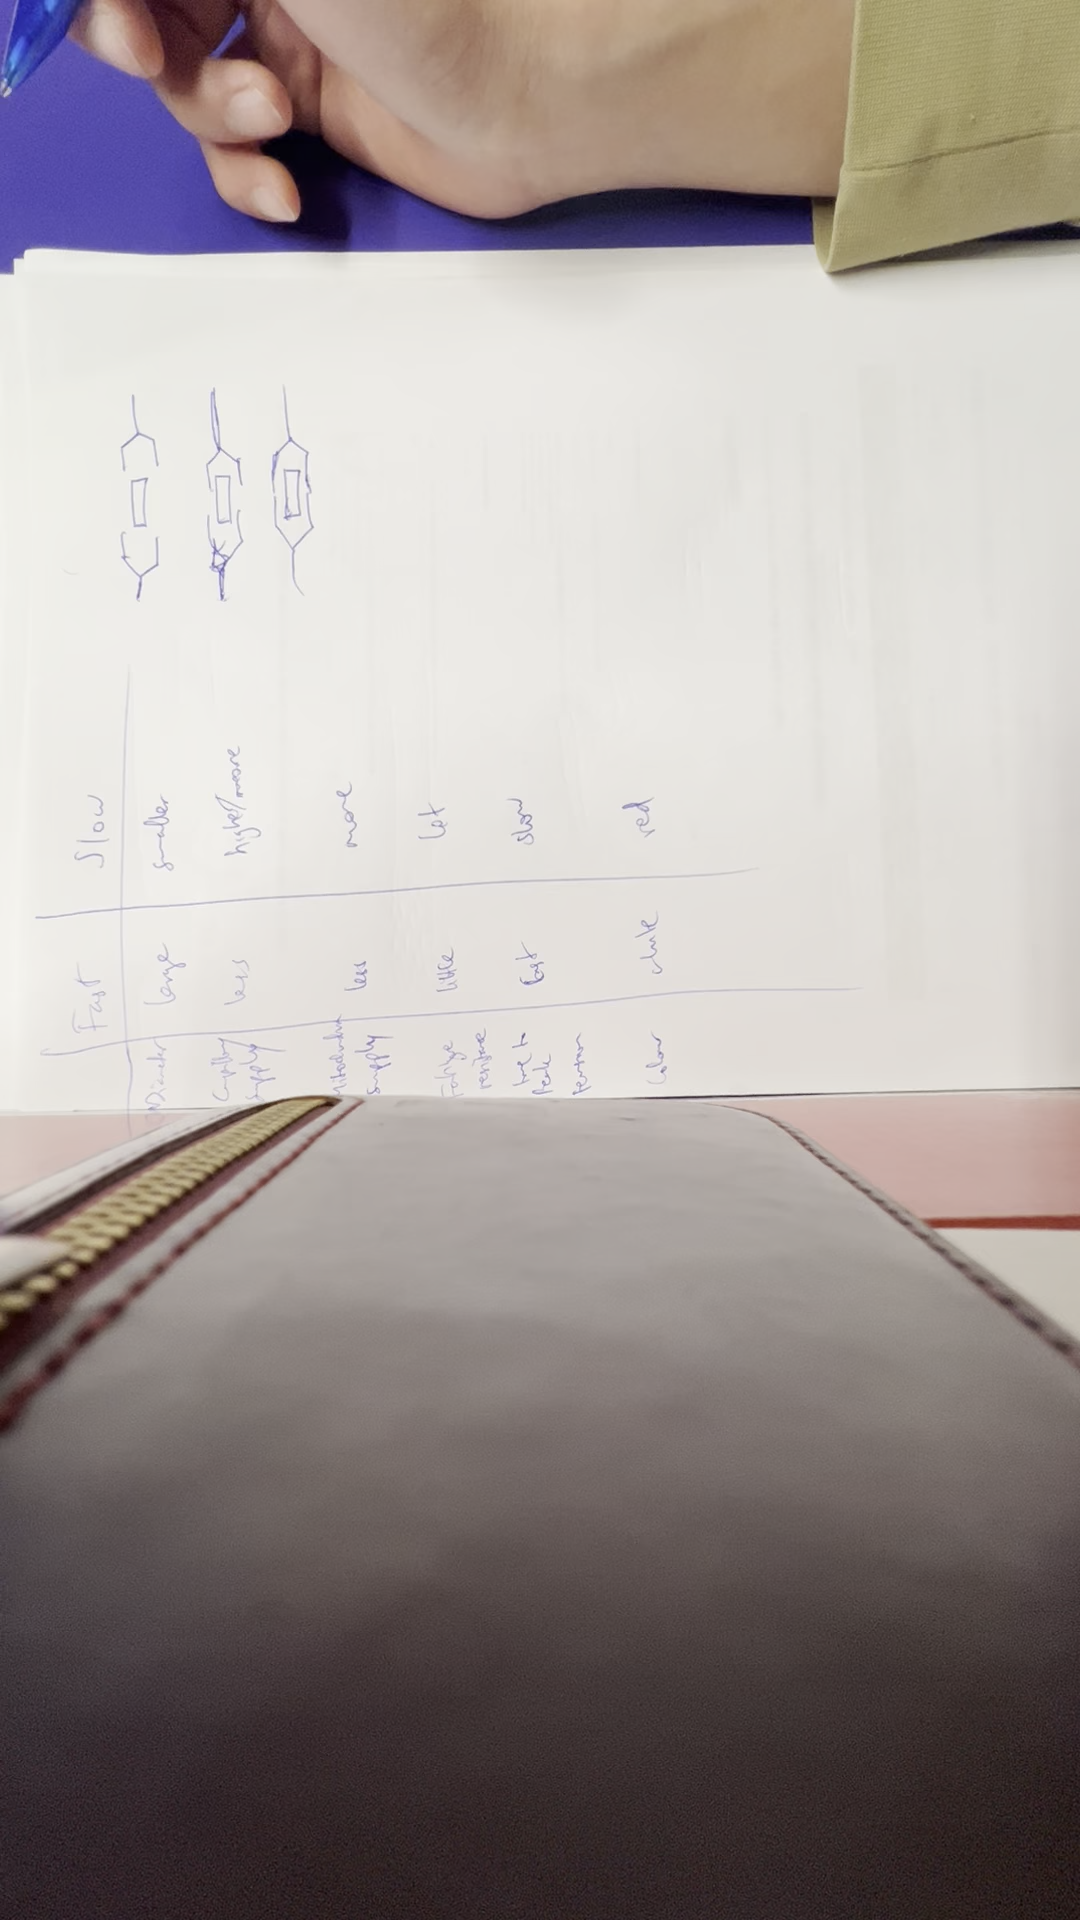 Fast Slow
Diameter large smaller
Capillary less higher/more
supply
Mitochondria less more
supply
Fatigue little lot
resistance
time to fast slow
Peak
tension
Colour white red